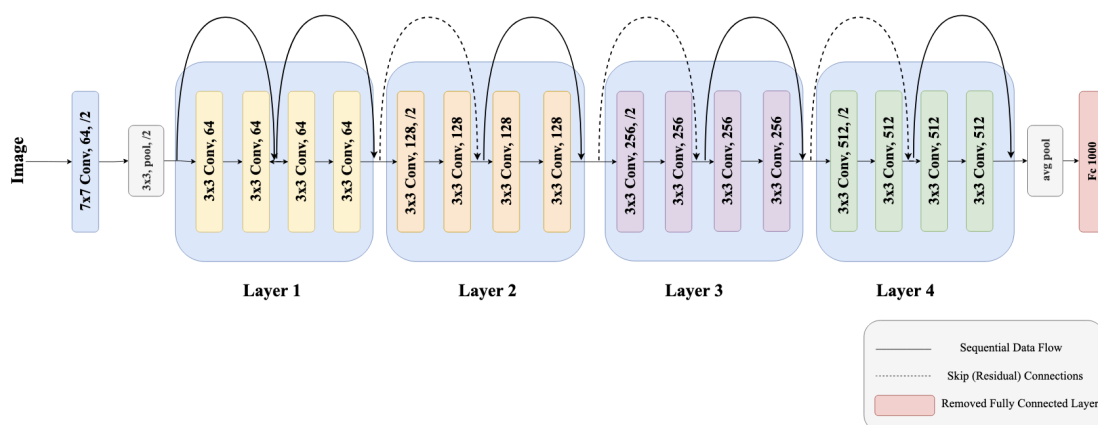 Image
7x7 Conv, 64, /2
3x3, pool, /2
3x3 Conv, 64
3x3 Conv, 64
3x3 Conv, 64
3x3 Conv, 64
3x3 Conv, 128, /2
3x3 Conv, 128
3x3 Conv, 128
3x3 Conv, 128
3x3 Conv, 256, /2
3x3 Conv, 256
3x3 Conv, 256
3x3 Conv, 256
3x3 Conv, 512, /2
3x3 Conv, 512
3x3 Conv, 512
3x3 Conv, 512
avg pool
Fc 1000
Layer 1
Layer 2
Layer 3
Layer 4
Sequential Data Flow
Skip (Residual) Connections
Removed Fully Connected Layer